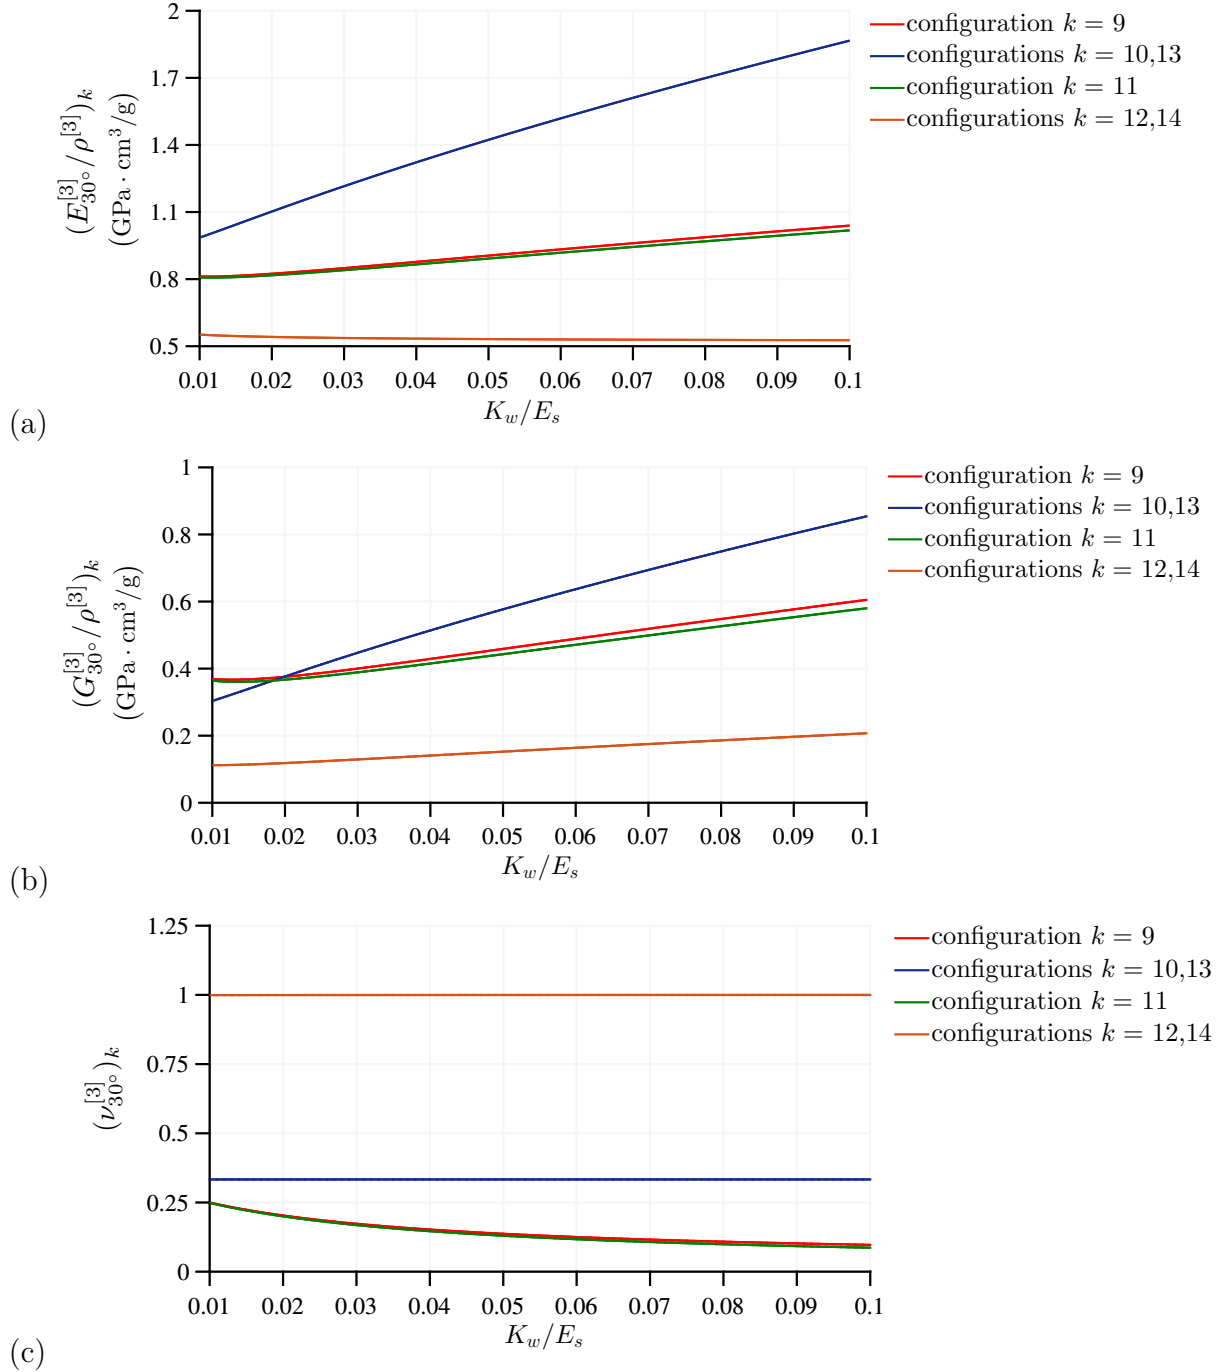 2
1.7
1.4
1.1
0.8
0.5
(E_{30°}^{[3]}/ρ^{[3]})_k
(GPa · cm³/g)
0.01 0.02 0.03 0.04 0.05 0.06 0.07 0.08 0.09 0.1
K_w/E_s
configuration k = 9
configurations k = 10,13
configuration k = 11
configurations k = 12,14
(a)
1
0.8
0.6
0.4
0.2
0
(G_{30°}^{[3]}/ρ^{[3]})_k
(GPa · cm³/g)
0.01 0.02 0.03 0.04 0.05 0.06 0.07 0.08 0.09 0.1
K_w/E_s
configuration k = 9
configurations k = 10,13
configuration k = 11
configurations k = 12,14
(b)
1.25
1
0.75
0.5
0.25
0
(ν_{30°}^{[3]})_k
0.01 0.02 0.03 0.04 0.05 0.06 0.07 0.08 0.09 0.1
K_w/E_s
configuration k = 9
configurations k = 10,13
configuration k = 11
configurations k = 12,14
(c)